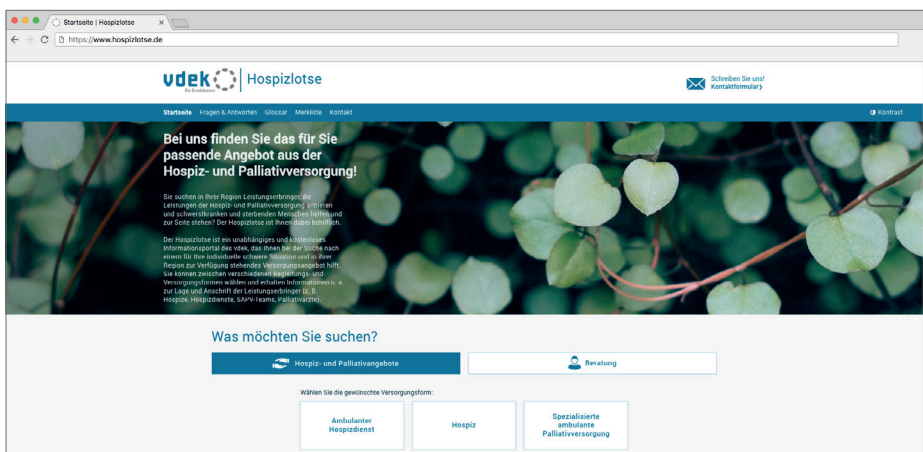 Startseite | Hospizlotse
https://www.hospizlotse.de
vdek
Die Ersatzkassen
Hospizlotse
Schreiben Sie uns!
Kontaktformular
Startseite Fragen & Antworten Glossar Merkliste Kontakt
Kontrast
Bei uns finden Sie das für Sie
passende Angebot aus der
Hospiz- und Palliativversorgung!
Sie suchen in Ihrer Region Leistungserbringer, die
Leistungen der Hospiz- und Palliativversorgung anbieten
und schwerstkranken und sterbenden Menschen helfen und
zur Seite stehen? Der Hospizlotse ist Ihnen dabei behilflich.
Der Hospizlotse ist ein unabhängiges und kostenloses
Informationsportal des vdek, das Ihnen bei der Suche nach
einem für Ihre individuelle schwere Situation und in ihrer
Region zur Verfügung stehendes Versorgungsangebot hilft.
Sie können zwischen verschiedenen Begleitungs- und
Versorgungsformen wählen und erhalten Informationen u. a.
zur Lage und Anschrift der Leistungserbringer (z. B.
Hospize, Hospizdienste, SAPV-Teams, Palliativärzte).
Was möchten Sie suchen?
Hospiz- und Palliativangebote
Beratung
Wählen Sie die gewünschte Versorgungsform:
Ambulanter
Hospizdienst
Hospiz
Spezialisierte
ambulante
Palliativversorgung